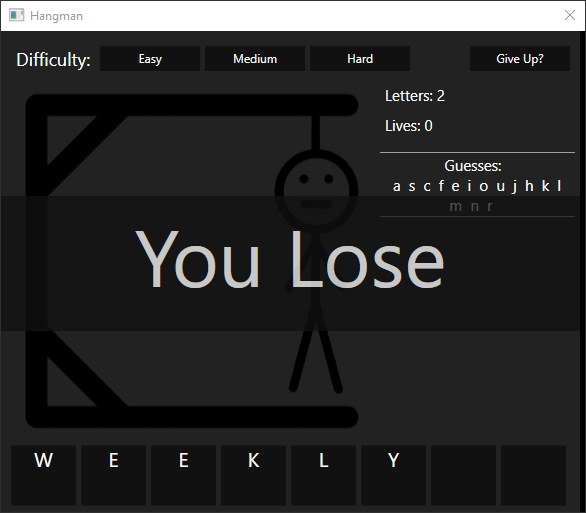 Hangman
Difficulty: Easy Medium Hard Give Up?
Letters: 2
Lives: 0
Guesses:
a s c f e i o u j h k l
m n r
You Lose
W E E K L Y